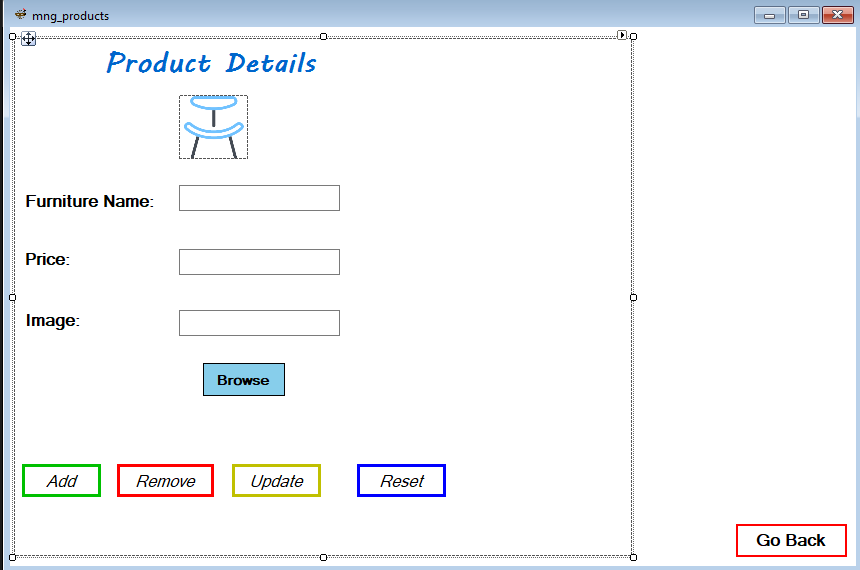 mng_products
Product Details
Furniture Name:
Price:
Image:
Browse
Add Remove Update Reset
Go Back